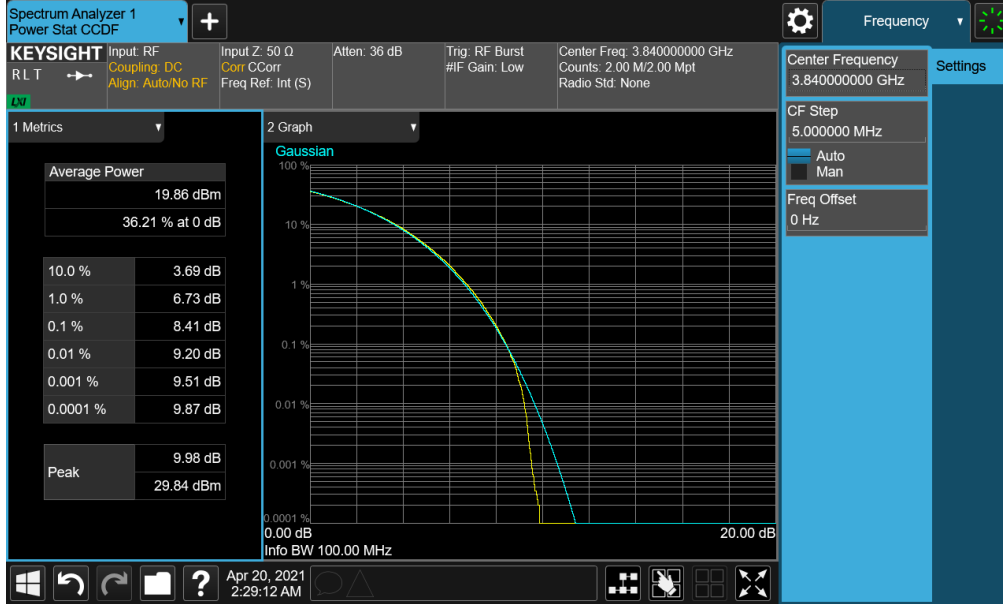 Spectrum Analyzer 1
Power Stat CCDF
+
Frequency
KEYSIGHT
R L T
LXI
Input: RF
Coupling: DC
Align: Auto/No RF
Input Z: 50 Ω
Corr CCorr
Freq Ref: Int (S)
Atten: 36 dB
Trig: RF Burst
#IF Gain: Low
Center Freq: 3.840000000 GHz
Counts: 2.00 M/2.00 Mpt
Radio Std: None
Center Frequency
3.840000000 GHz
Settings
CF Step
5.000000 MHz
Auto
Man
Freq Offset
0 Hz
1 Metrics
Average Power
19.86 dBm
36.21 % at 0 dB
10.0 % 3.69 dB
1.0 % 6.73 dB
0.1 % 8.41 dB
0.01 % 9.20 dB
0.001 % 9.51 dB
0.0001 % 9.87 dB
Peak
9.98 dB
29.84 dBm
2 Graph
Gaussian
100 %
10 %
1 %
0.1 %
0.01 %
0.001 %
0.0001 %
0.00 dB 20.00 dB
Info BW 100.00 MHz
?
Apr 20, 2021
2:29:12 AM